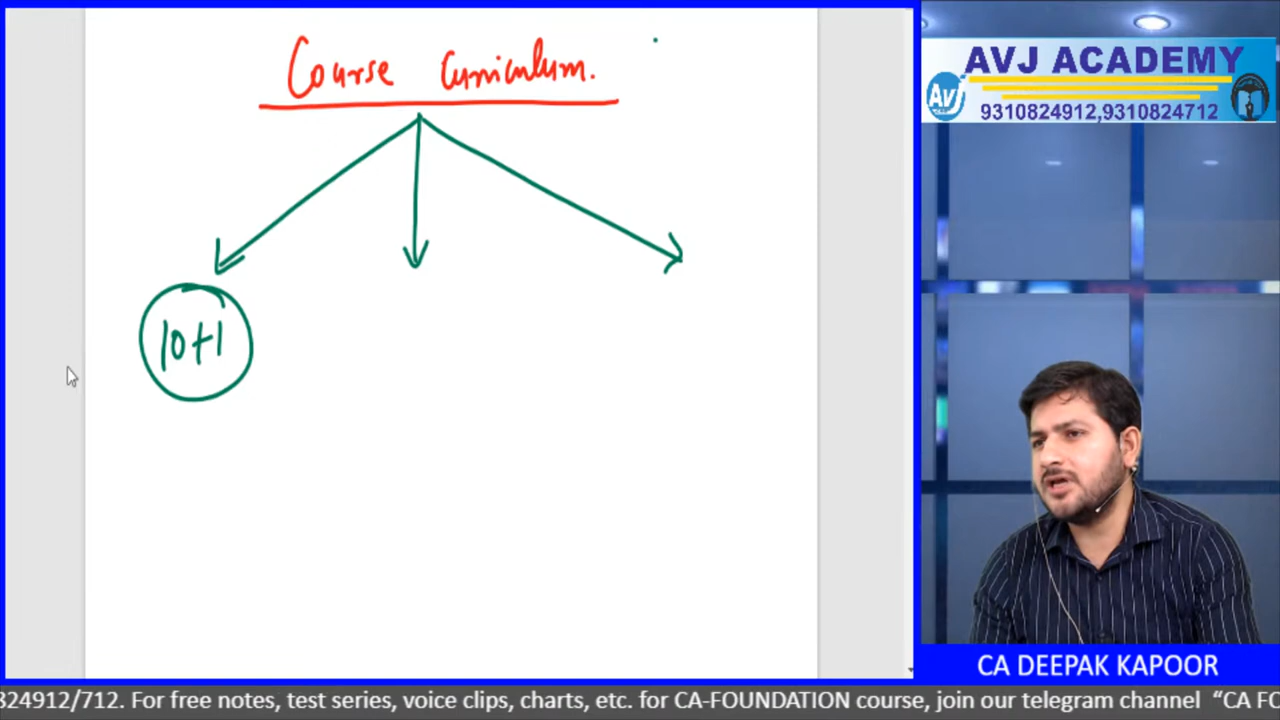 Course Curriculum.
10+1
AVJ ACADEMY
AVJ
9310824912,9310824712
CA DEEPAK KAPOOR
824912/712. For free notes, test series, voice clips, charts, etc. for CA-FOUNDATION course, join our telegram channel “CA FO